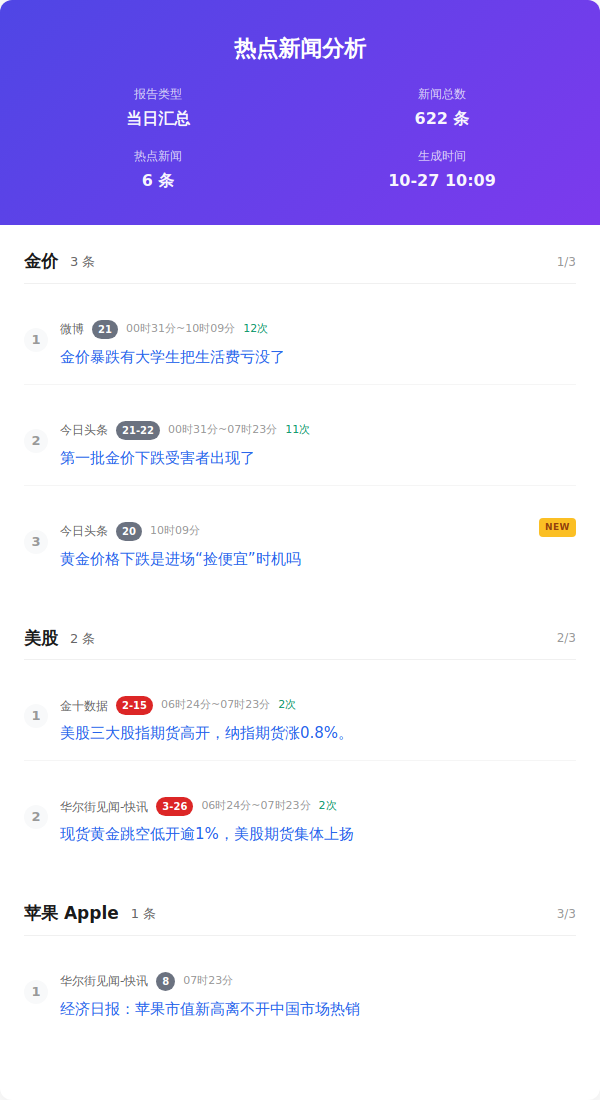 热点新闻分析
报告类型
新闻总数
当日汇总
622 条
热点新闻
生成时间
6 条
10-27 10:09
金价 3 条 1/3
1
微博 21 00时31分~10时09分 12次
金价暴跌有大学生把生活费亏没了
2
今日头条 21-22 00时31分~07时23分 11次
第一批金价下跌受害者出现了
3
今日头条 20 10时09分 NEW
黄金价格下跌是进场“捡便宜”时机吗
美股 2 条 2/3
1
金十数据 2-15 06时24分~07时23分 2次
美股三大股指期货高开，纳指期货涨0.8%。
2
华尔街见闻-快讯 3-26 06时24分~07时23分 2次
现货黄金跳空低开逾1%，美股期货集体上扬
苹果 Apple 1 条 3/3
1
华尔街见闻-快讯 8 07时23分
经济日报：苹果市值新高离不开中国市场热销